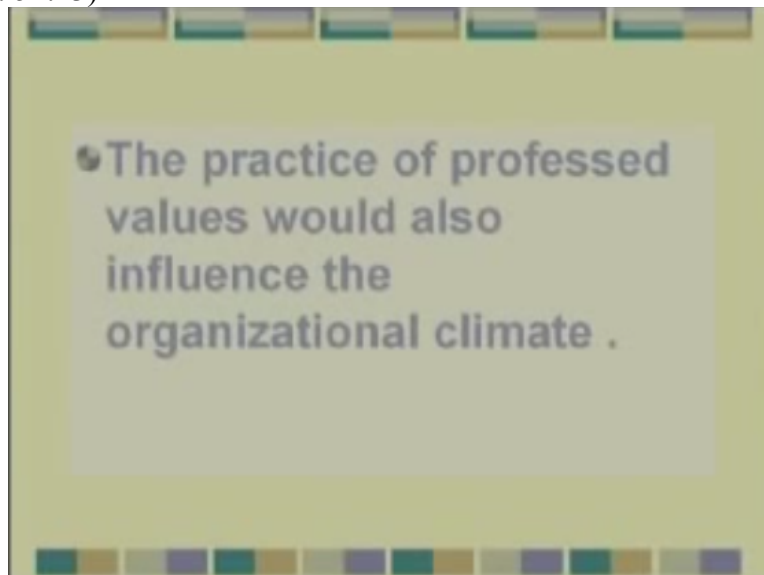 The practice of professed
values would also
influence the
organizational climate .